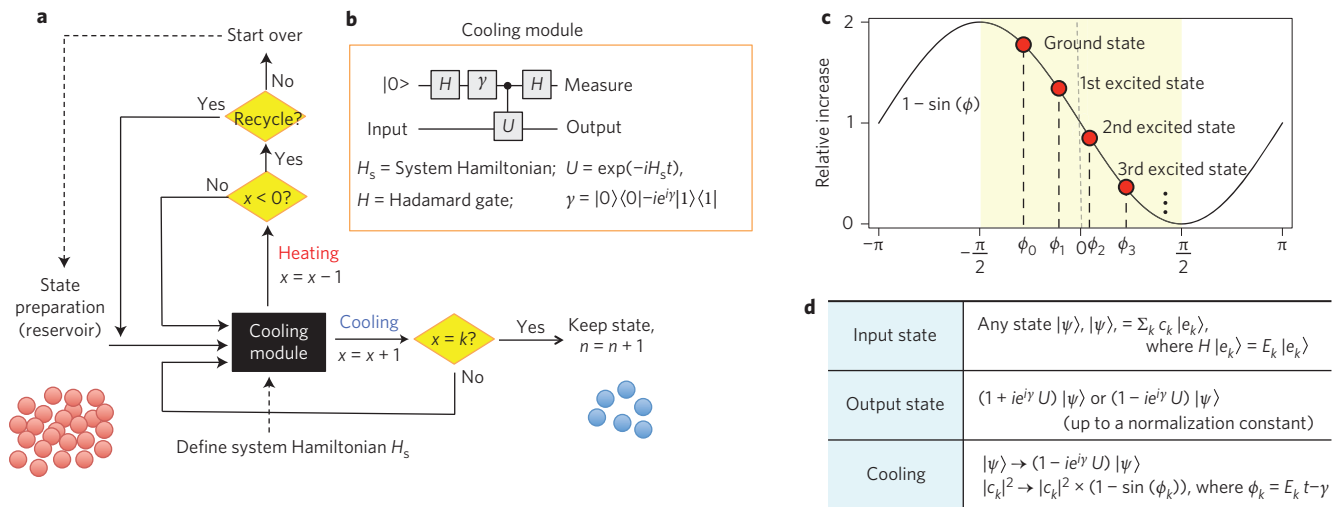 a
Start over
No
Yes
Recycle?
Yes
No
x < 0?
Heating
x = x − 1
State
preparation
(reservoir)
Cooling
module
Cooling
x = x + 1
x = k?
Yes
Keep state,
n = n + 1
No
Define system Hamiltonian Hₛ
b
Cooling module
|0> H γ H Measure
Input U Output
Hₛ = System Hamiltonian; U = exp(−iHₛt),
H = Hadamard gate; γ = |0⟩⟨0|−ie^{iγ}|1⟩⟨1|
c
Relative increase
2
1
0
1 − sin (ϕ)
Ground state
1st excited state
2nd excited state
3rd excited state
−π −π/2 ϕ₀ ϕ₁ 0 ϕ₂ ϕ₃ π/2 π
d
Input state
Any state |ψ⟩, |ψ⟩, = Σₖ cₖ |eₖ⟩,
where H |eₖ⟩ = Eₖ |eₖ⟩
Output state
(1 + ie^{iγ} U) |ψ⟩ or (1 − ie^{iγ} U) |ψ⟩
(up to a normalization constant)
Cooling
|ψ⟩ → (1 − ie^{iγ} U) |ψ⟩
|cₖ|² → |cₖ|² × (1 − sin (ϕₖ)), where ϕₖ = Eₖ t−γ